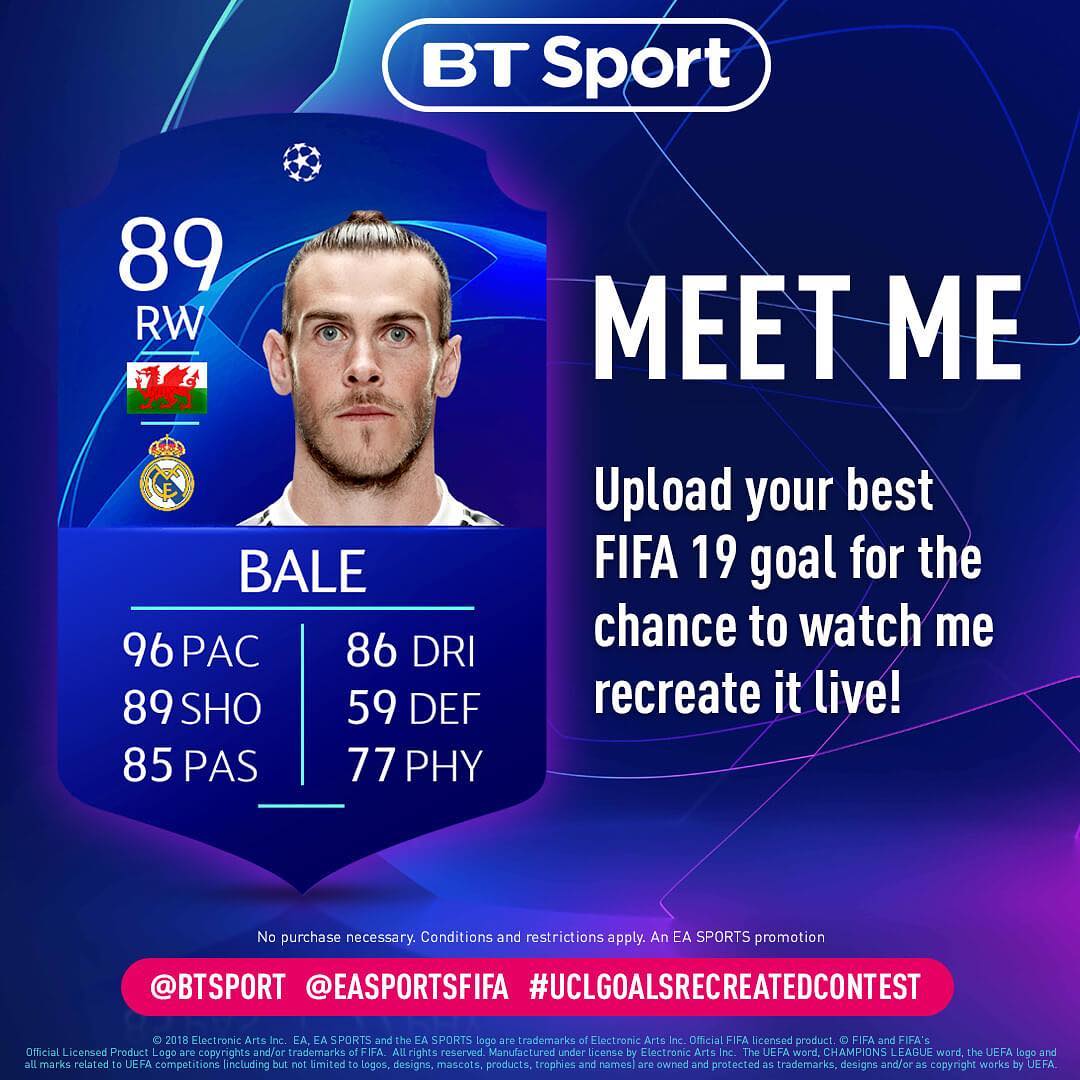 BT Sport
89
RW
BALE
96 PAC
89 SHO
85 PAS
86 DRI
59 DEF
77 PHY
MEET ME
Upload your best
FIFA 19 goal for the
chance to watch me
recreate it live!
No purchase necessary. Conditions and restrictions apply. An EA SPORTS promotion
@BTSPORT @EASPORTSFIFA #UCLGOALSRECREATEDCONTEST
© 2018 Electronic Arts Inc. EA, EA SPORTS and the EA SPORTS logo are trademarks of Electronic Arts Inc. Official FIFA licensed product. © FIFA and FIFA's
Official Licensed Product Logo are copyrights and/or trademarks of FIFA. All rights reserved. Manufactured under license by Electronic Arts Inc. The UEFA word, CHAMPIONS LEAGUE word, the UEFA logo and
all marks related to UEFA competitions (including but not limited to logos, designs, mascots, products, trophies and names) are owned and protected as trademarks, designs and/or as copyright works by UEFA.